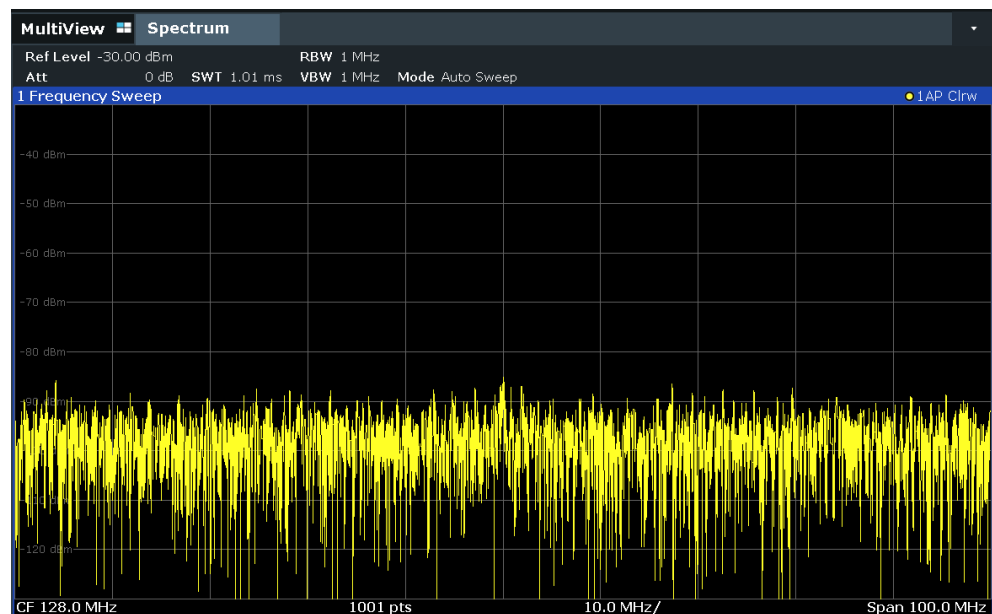 MultiView Spectrum
Ref Level -30.00 dBm RBW 1 MHz
Att 0 dB SWT 1.01 ms VBW 1 MHz Mode Auto Sweep
1 Frequency Sweep 1AP Clrw
-40 dBm
-50 dBm
-60 dBm
-70 dBm
-80 dBm
-90 dBm
-120 dBm
CF 128.0 MHz 1001 pts 10.0 MHz/ Span 100.0 MHz